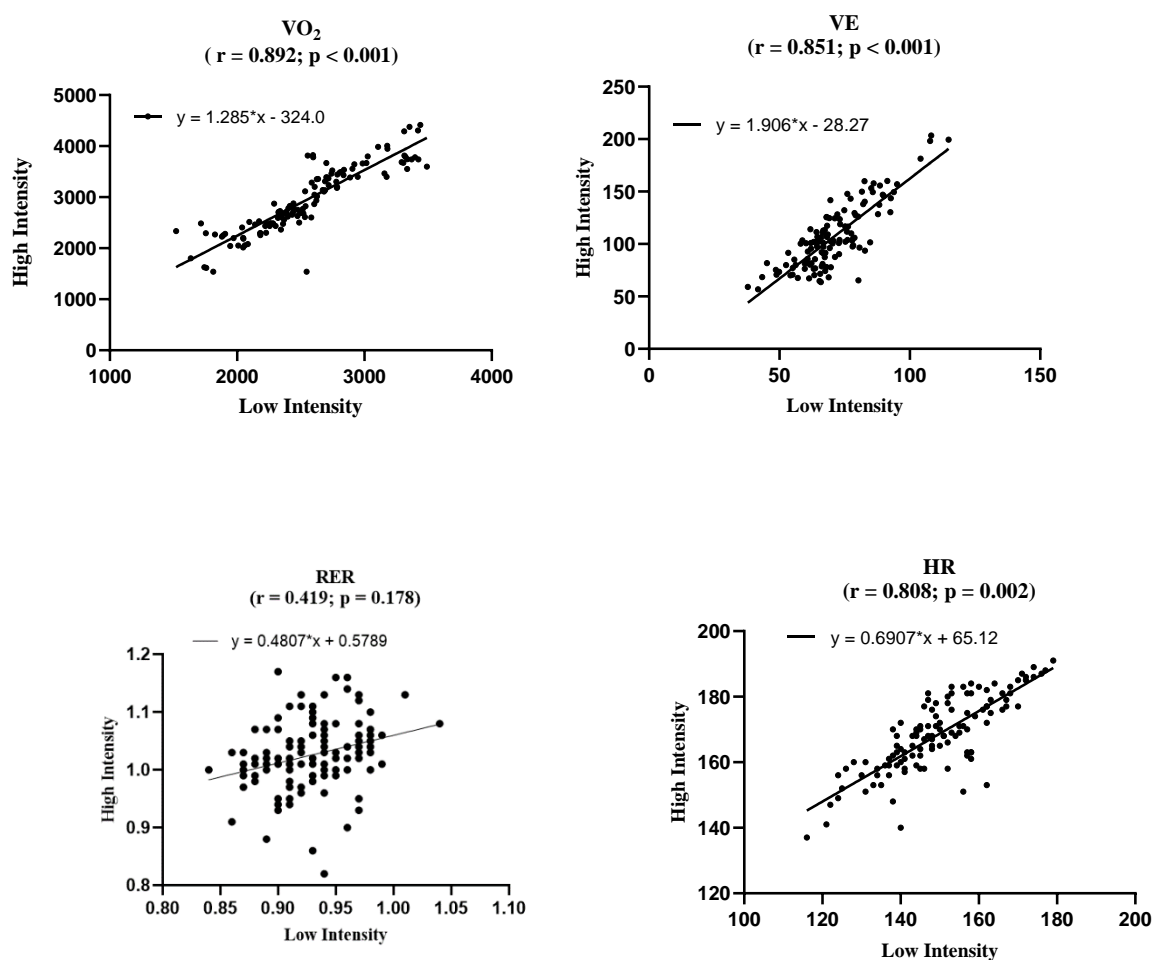 VO2
( r = 0.892; p < 0.001)
y = 1.285*x - 324.0
5000
4000
3000
2000
1000
0
High Intensity
1000 2000 3000 4000
Low Intensity
VE
(r = 0.851; p < 0.001)
y = 1.906*x - 28.27
250
200
150
100
50
0
High Intensity
0 50 100 150
Low Intensity
RER
(r = 0.419; p = 0.178)
y = 0.4807*x + 0.5789
1.2
1.1
1.0
0.9
0.8
High Intensity
0.80 0.85 0.90 0.95 1.00 1.05 1.10
Low Intensity
HR
(r = 0.808; p = 0.002)
y = 0.6907*x + 65.12
200
180
160
140
120
High Intensity
100 120 140 160 180 200
Low Intensity